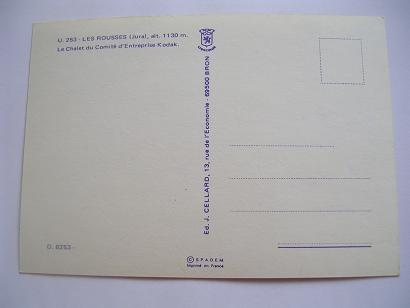 U. 253 - LES ROUSSES (Jura), alt. 1130 m.
Le Chalet du Comité d'Entreprise Kodak.
Ed. J. CELLARD, 13, rue de l'Economie - 69500 BRON
U. 8253 -
© S.P.A.D.E.M
Imprimé en France